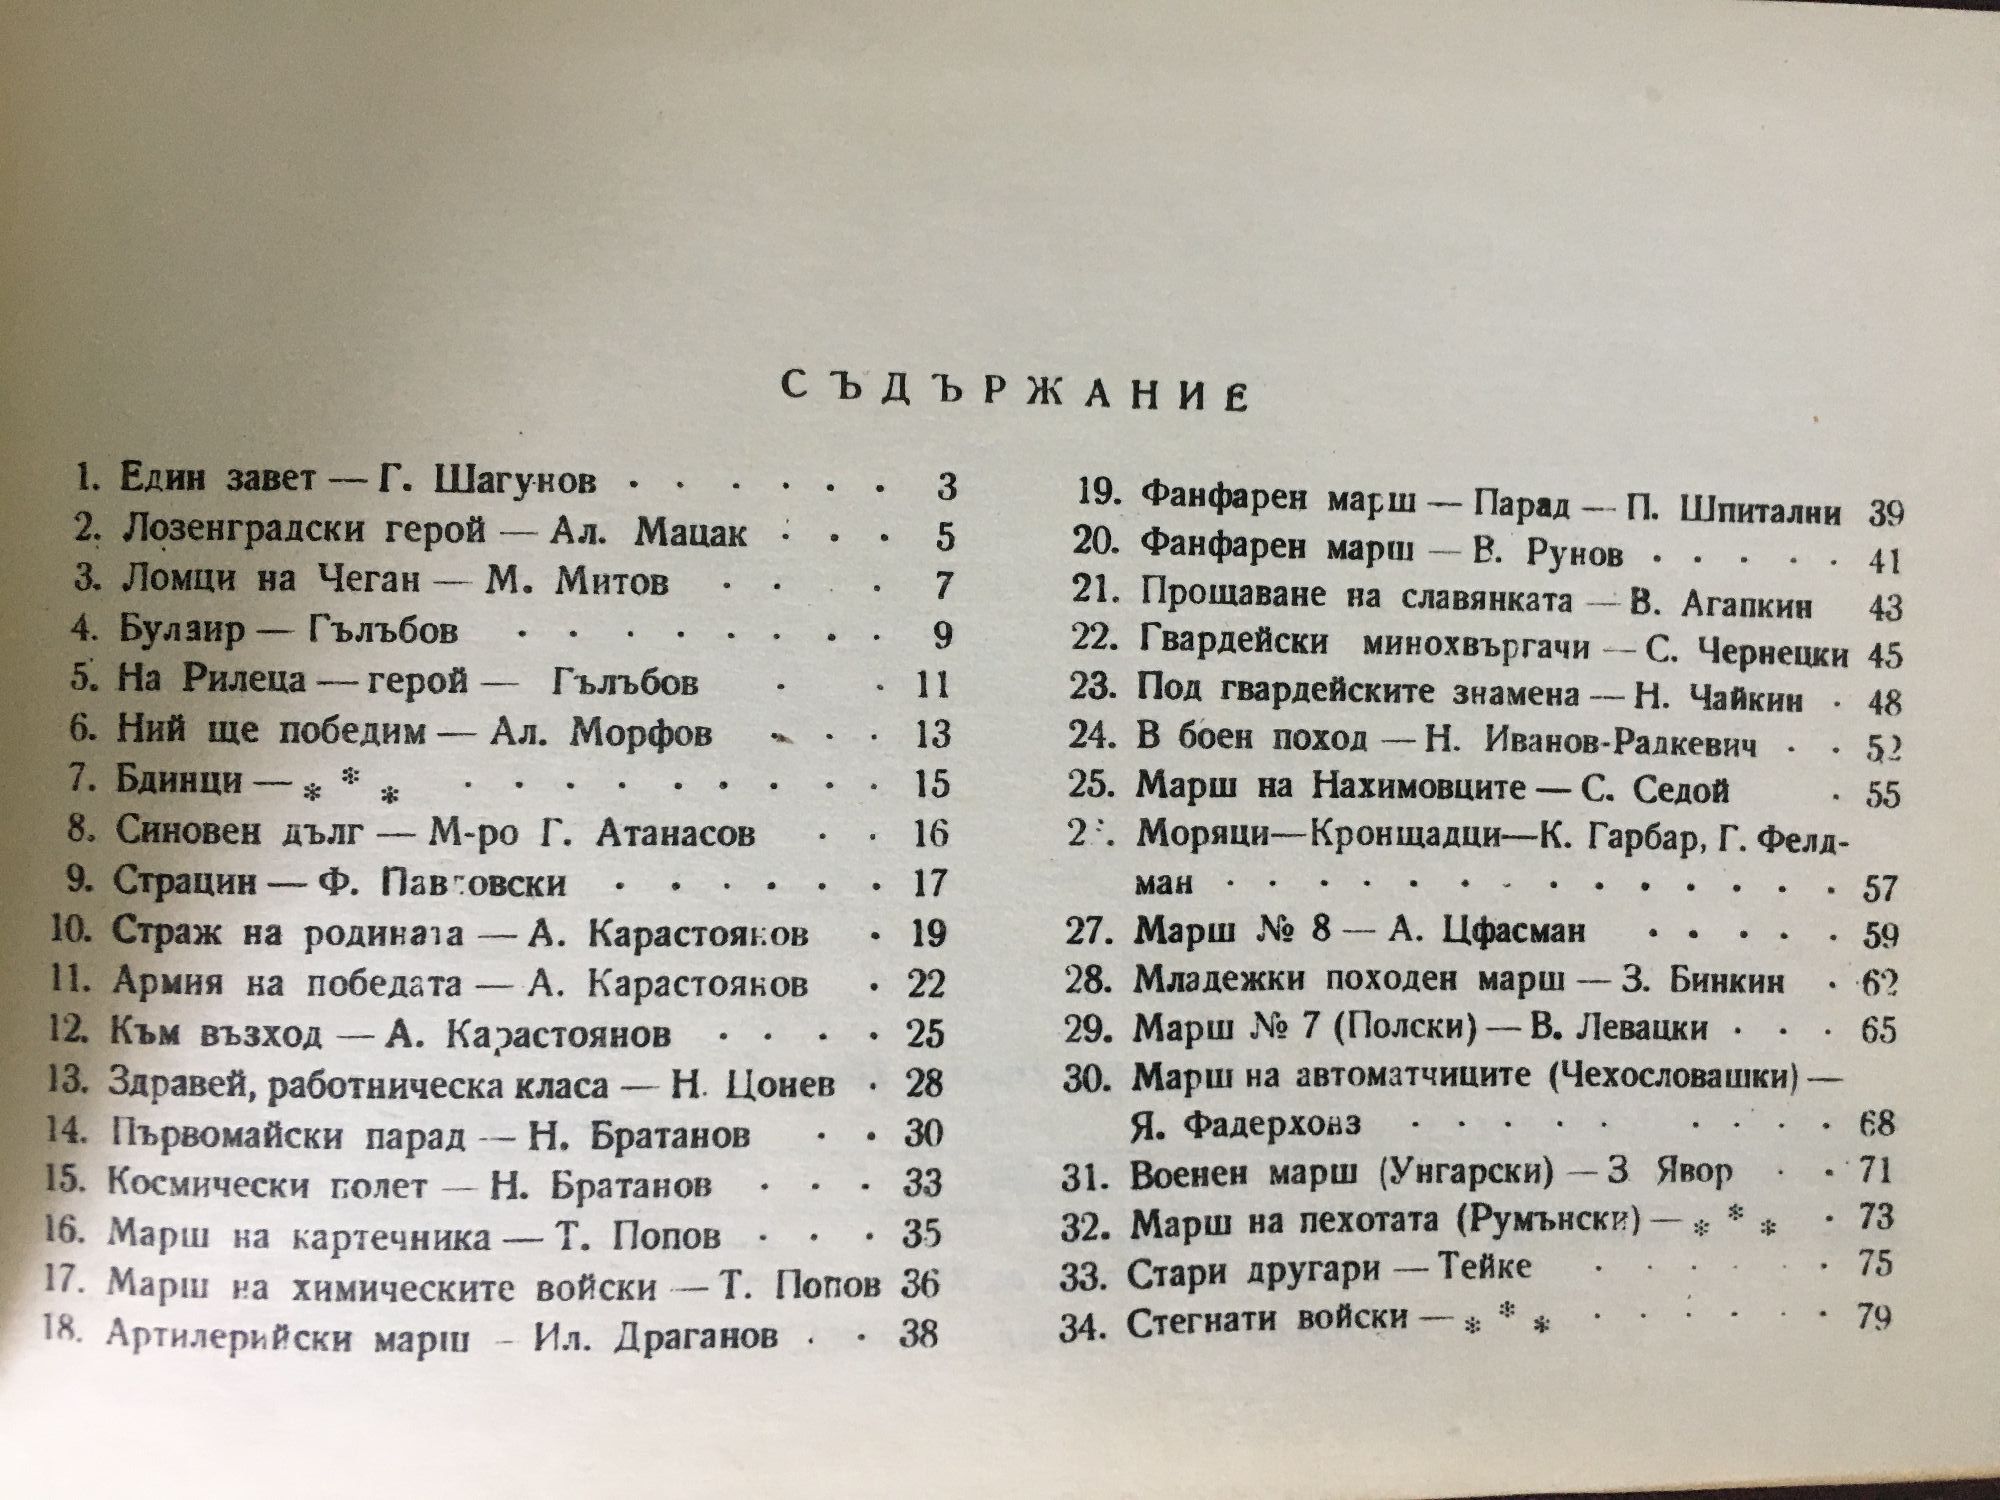 СЪДЪРЖАНИЕ
1. Един завет — Г. Шагунов . . . . . . 3
2. Лозенградски герой — Ал. Мацак . . . 5
3. Ломци на Чеган — М. Митов . . . 7
4. Булаир — Гълъбов . . . . . . . . 9
5. На Рилеца — герой — Гълъбов . . 11
6. Ний ще победим — Ал. Морфов . . . 13
7. Бдинци — * * * . . . . . . . . . 15
8. Синовен дълг — М-ро Г. Атанасов . . 16
9. Страцин — Ф. Павловски . . . . . . 17
10. Страж на родината — А. Карастоянов . 19
11. Армия на победата — А. Карастоянов . 22
12. Към възход — А. Карастоянов . . . . 25
13. Здравей, работническа класа — Н. Цонев . 28
14. Първомайски парад — Н. Братанов . . 30
15. Космически полет — Н. Братанов . . . 33
16. Марш на картечника — Т. Попов . . . 35
17. Марш на химическите войски — Т. Попов 36
18. Артилерийски марш - Ил. Драганов . . 38
19. Фанфарен марш — Парад — П. Шпитални 39
20. Фанфарен марш — В. Рунов . . . . . 41
21. Прощаване на славянката — В. Агапкин 43
22. Гвардейски минохвъргачи — С. Чернецки 45
23. Под гвардейските знамена — Н. Чайкин . 48
24. В боен поход — Н. Иванов-Радкевич . . 52
25. Марш на Нахимовците — С. Седой . 55
26. Моряци—Кронщадци—К. Гарбар, Г. Фелд-
ман . . . . . . . . . . . . . . 57
27. Марш № 8 — А. Цфасман . . . . . 59
28. Младежки походен марш — З. Бинкин . 62
29. Марш № 7 (Полски) — В. Левацки . . . 65
30. Марш на автоматчиците (Чехословашки) —
Я. Фадерхонз . . . . . . . . . 68
31. Военен марш (Унгарски) — З Явор . . 71
32. Марш на пехотата (Румънски) — * * * . 73
33. Стари другари — Тейке . . . . . . 75
34. Стегнати войски — * * * . . . . . . 79